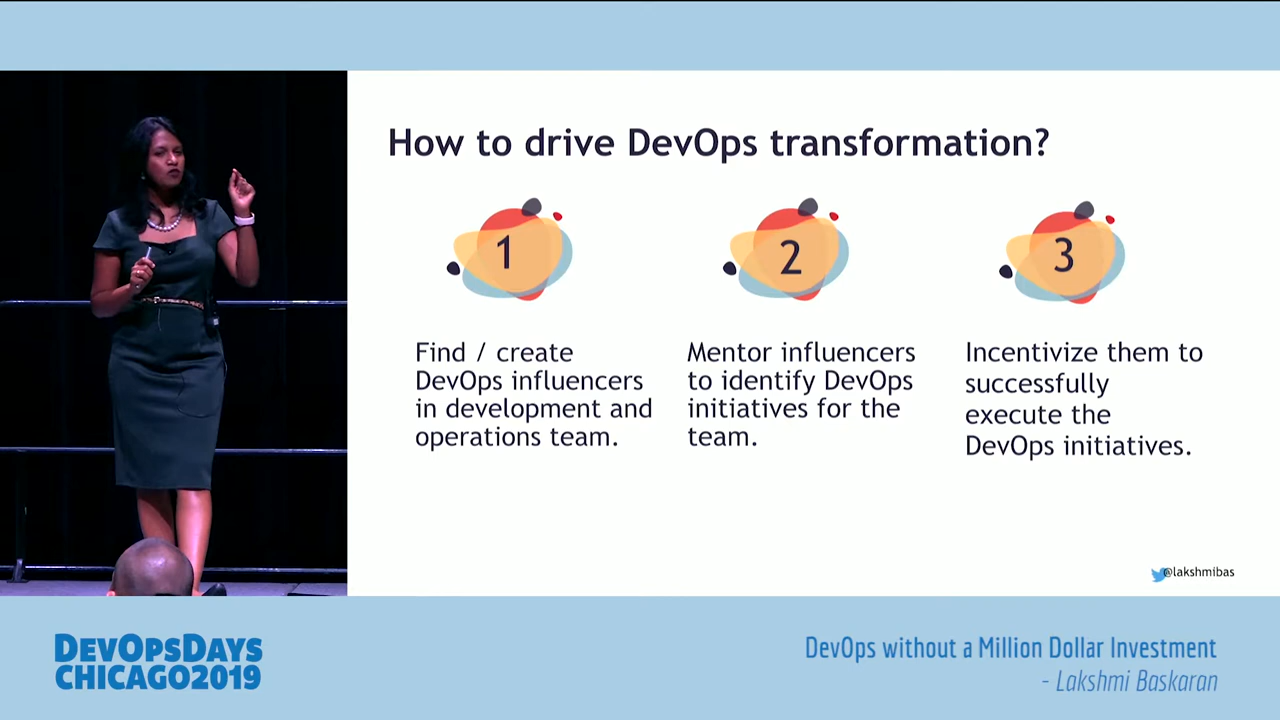 How to drive DevOps transformation?
1
2
3
Find / create
DevOps influencers
in development and
operations team.
Mentor influencers
to identify DevOps
initiatives for the
team.
Incentivize them to
successfully
execute the
DevOps initiatives.
@lakshmibas
DevOpsDays
Chicago2019
DevOps without a Million Dollar Investment
- Lakshmi Baskaran